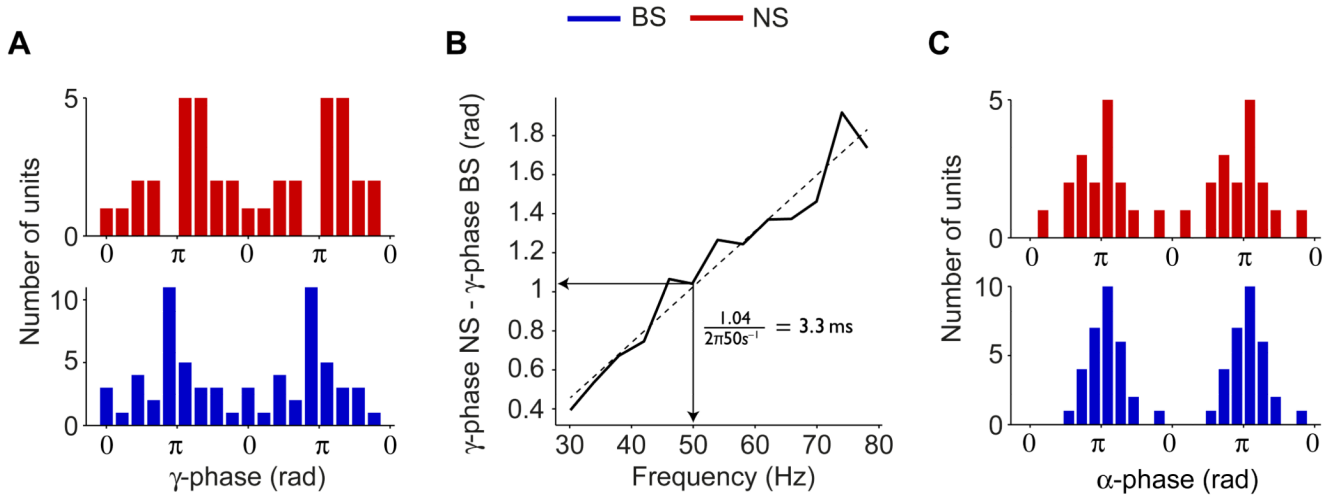 BS NS
A
Number of units
5
0
0 π 0 π 0
10
5
0
0 π 0 π 0
γ-phase (rad)
B
γ-phase NS - γ-phase BS (rad)
1.8
1.6
1.4
1.2
1
0.8
0.6
0.4
1.04
2π50s⁻¹
= 3.3 ms
30 40 50 60 70 80
Frequency (Hz)
C
Number of units
5
0
0 π 0 π 0
10
5
0
0 π 0 π 0
α-phase (rad)